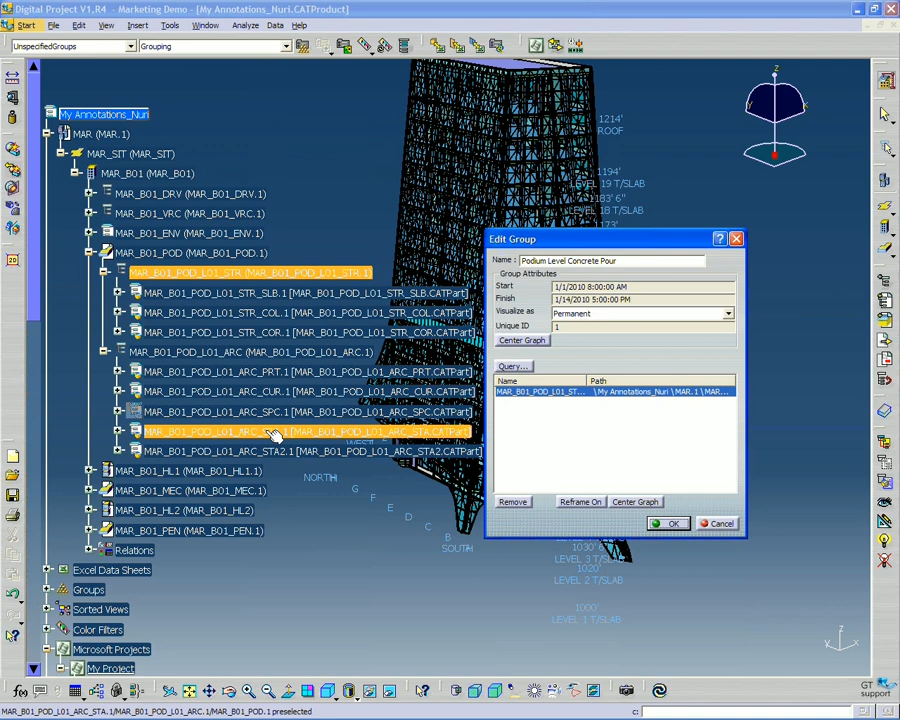 Digital Project V1,R4 - Marketing Demo - [My Annotations_Nuri.CATProduct]
Start File Edit View Insert Tools Window Analyze Data Help
UnspecifiedGroups Grouping
My Annotations_Nuri
MAR (MAR.1)
MAR_SIT (MAR_SIT)
MAR_B01 (MAR_B01)
MAR_B01_DRV (MAR_B01_DRV.1)
MAR_B01_VRC (MAR_B01_VRC.1)
MAR_B01_ENV (MAR_B01_ENV.1)
MAR_B01_POD (MAR_B01_POD.1)
MAR_B01_POD_L01_STR (MAR_B01_POD_L01_STR.1)
MAR_B01_POD_L01_STR_SLB.1 [MAR_B01_POD_L01_STR_SLB.CATPart]
MAR_B01_POD_L01_STR_COL.1 [MAR_B01_POD_L01_STR_COL.CATPart]
MAR_B01_POD_L01_STR_COR.1 [MAR_B01_POD_L01_STR_COR.CATPart]
MAR_B01_POD_L01_ARC (MAR_B01_POD_L01_ARC.1)
MAR_B01_POD_L01_ARC_PRT.1 [MAR_B01_POD_L01_ARC_PRT.CATPart]
MAR_B01_POD_L01_ARC_CUR.1 [MAR_B01_POD_L01_ARC_CUR.CATPart]
MAR_B01_POD_L01_ARC_SPC.1 [MAR_B01_POD_L01_ARC_SPC.CATPart]
[MAR_B01_POD_L01_ARC_STA.CATPart]
MAR_B01_POD_L01_ARC_STA2.1 [MAR_B01_POD_L01_ARC_STA2.CATPart]
MAR_B01_HL1 (MAR_B01_HL1.1)
MAR_B01_MEC (MAR_B01_MEC.1)
MAR_B01_HL2 (MAR_B01_HL2)
MAR_B01_PEN (MAR_B01_PEN.1)
Relations
Excel Data Sheets
Groups
Sorted Views
Color Filters
Microsoft Projects
My Project
1214'
ROOF
1194'
LEVEL 19 T/SLAB
1183' 6"
LEVEL 18 T/SLAB
1173'
z
Edit Group
Name : Podium Level Concrete Pour
Group Attributes
Start 1/1/2010 8:00:00 AM
Finish 1/14/2010 5:00:00 PM
Visualize as Permanent
Unique ID 1
Center Graph
Query...
Name Path
MAR_B01_POD_L01_ST... \My Annotations_Nuri \ MAR.1 \ MAR...
Remove Reframe On Center Graph
OK Cancel
NORTH
G
F
E
D
C
B
SOUTH
1030' 6"
LEVEL 3 T/SLAB
1020'
LEVEL 2 T/SLAB
1000'
LEVEL 1 T/SLAB
z
y x
f(x)
GT
support
MAR_B01_POD_L01_ARC_STA.1/MAR_B01_POD_L01_ARC.1/MAR_B01_POD.1 preselected
c: